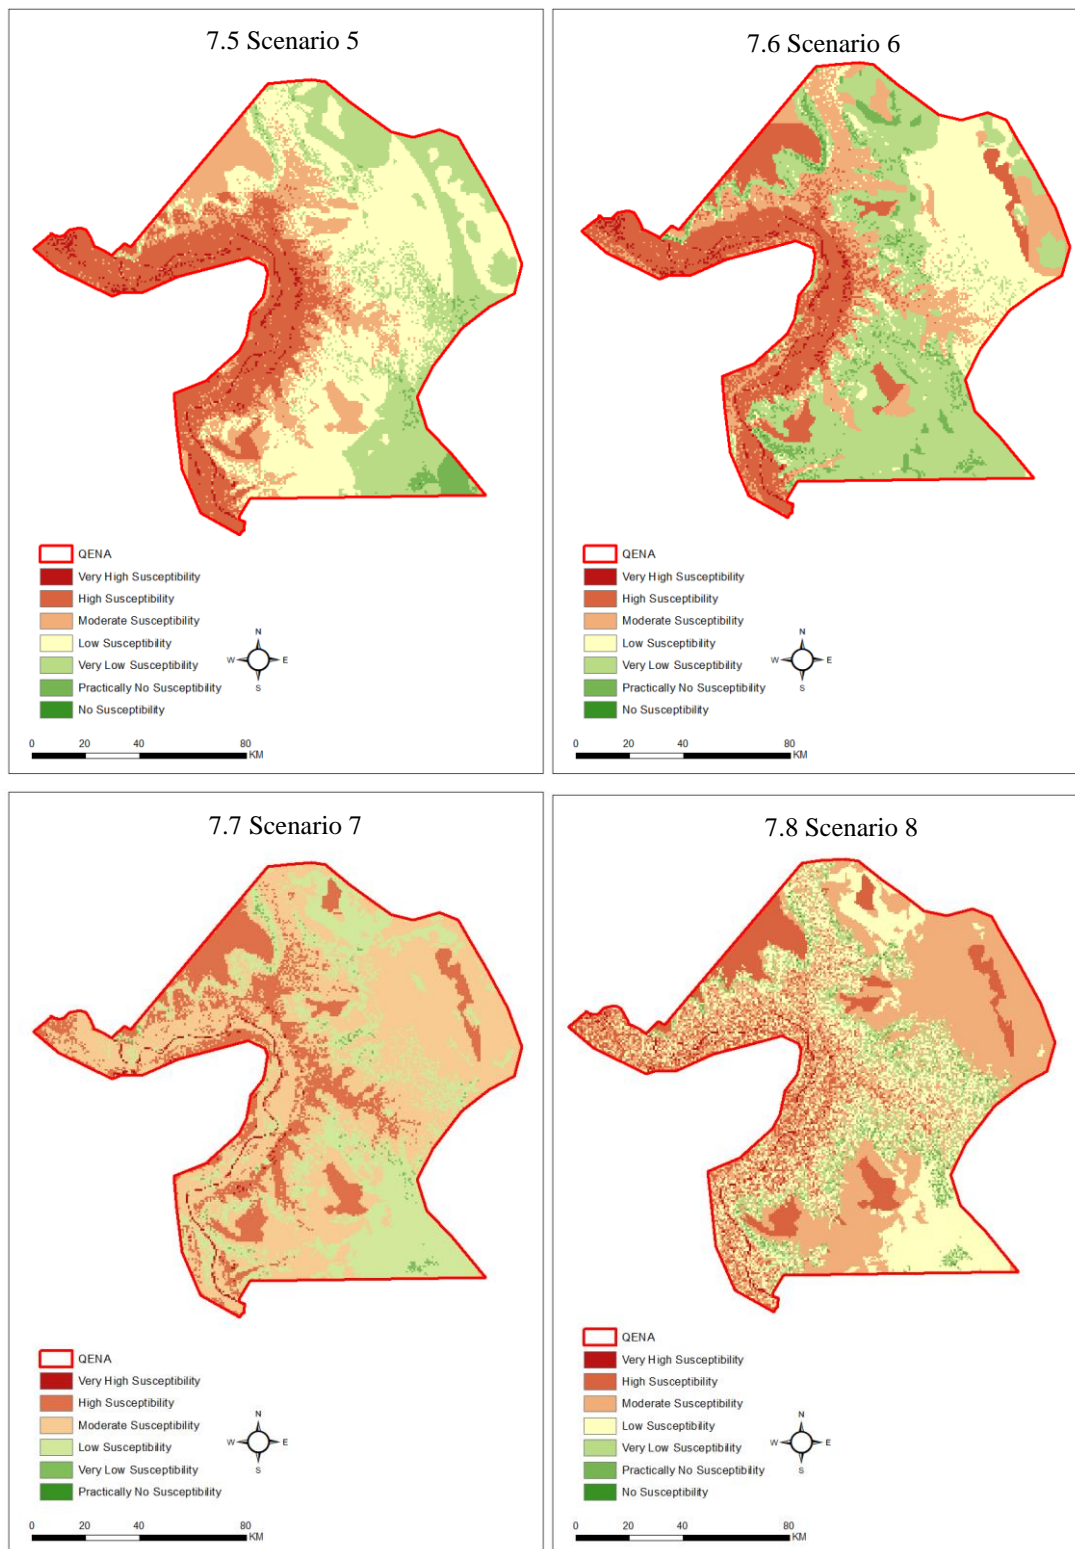 7.5 Scenario 5
QENA
Very High Susceptibility
High Susceptibility
Moderate Susceptibility
Low Susceptibility
Very Low Susceptibility
Practically No Susceptibility
No Susceptibility
N
W E
S
0 20 40 80
KM
7.6 Scenario 6
QENA
Very High Susceptibility
High Susceptibility
Moderate Susceptibility
Low Susceptibility
Very Low Susceptibility
Practically No Susceptibility
No Susceptibility
N
W E
S
0 20 40 80
KM
7.7 Scenario 7
QENA
Very High Susceptibility
High Susceptibility
Moderate Susceptibility
Low Susceptibility
Very Low Susceptibility
Practically No Susceptibility
N
W E
S
0 20 40 80
KM
7.8 Scenario 8
QENA
Very High Susceptibility
High Susceptibility
Moderate Susceptibility
Low Susceptibility
Very Low Susceptibility
Practically No Susceptibility
No Susceptibility
N
W E
S
0 20 40 80
KM